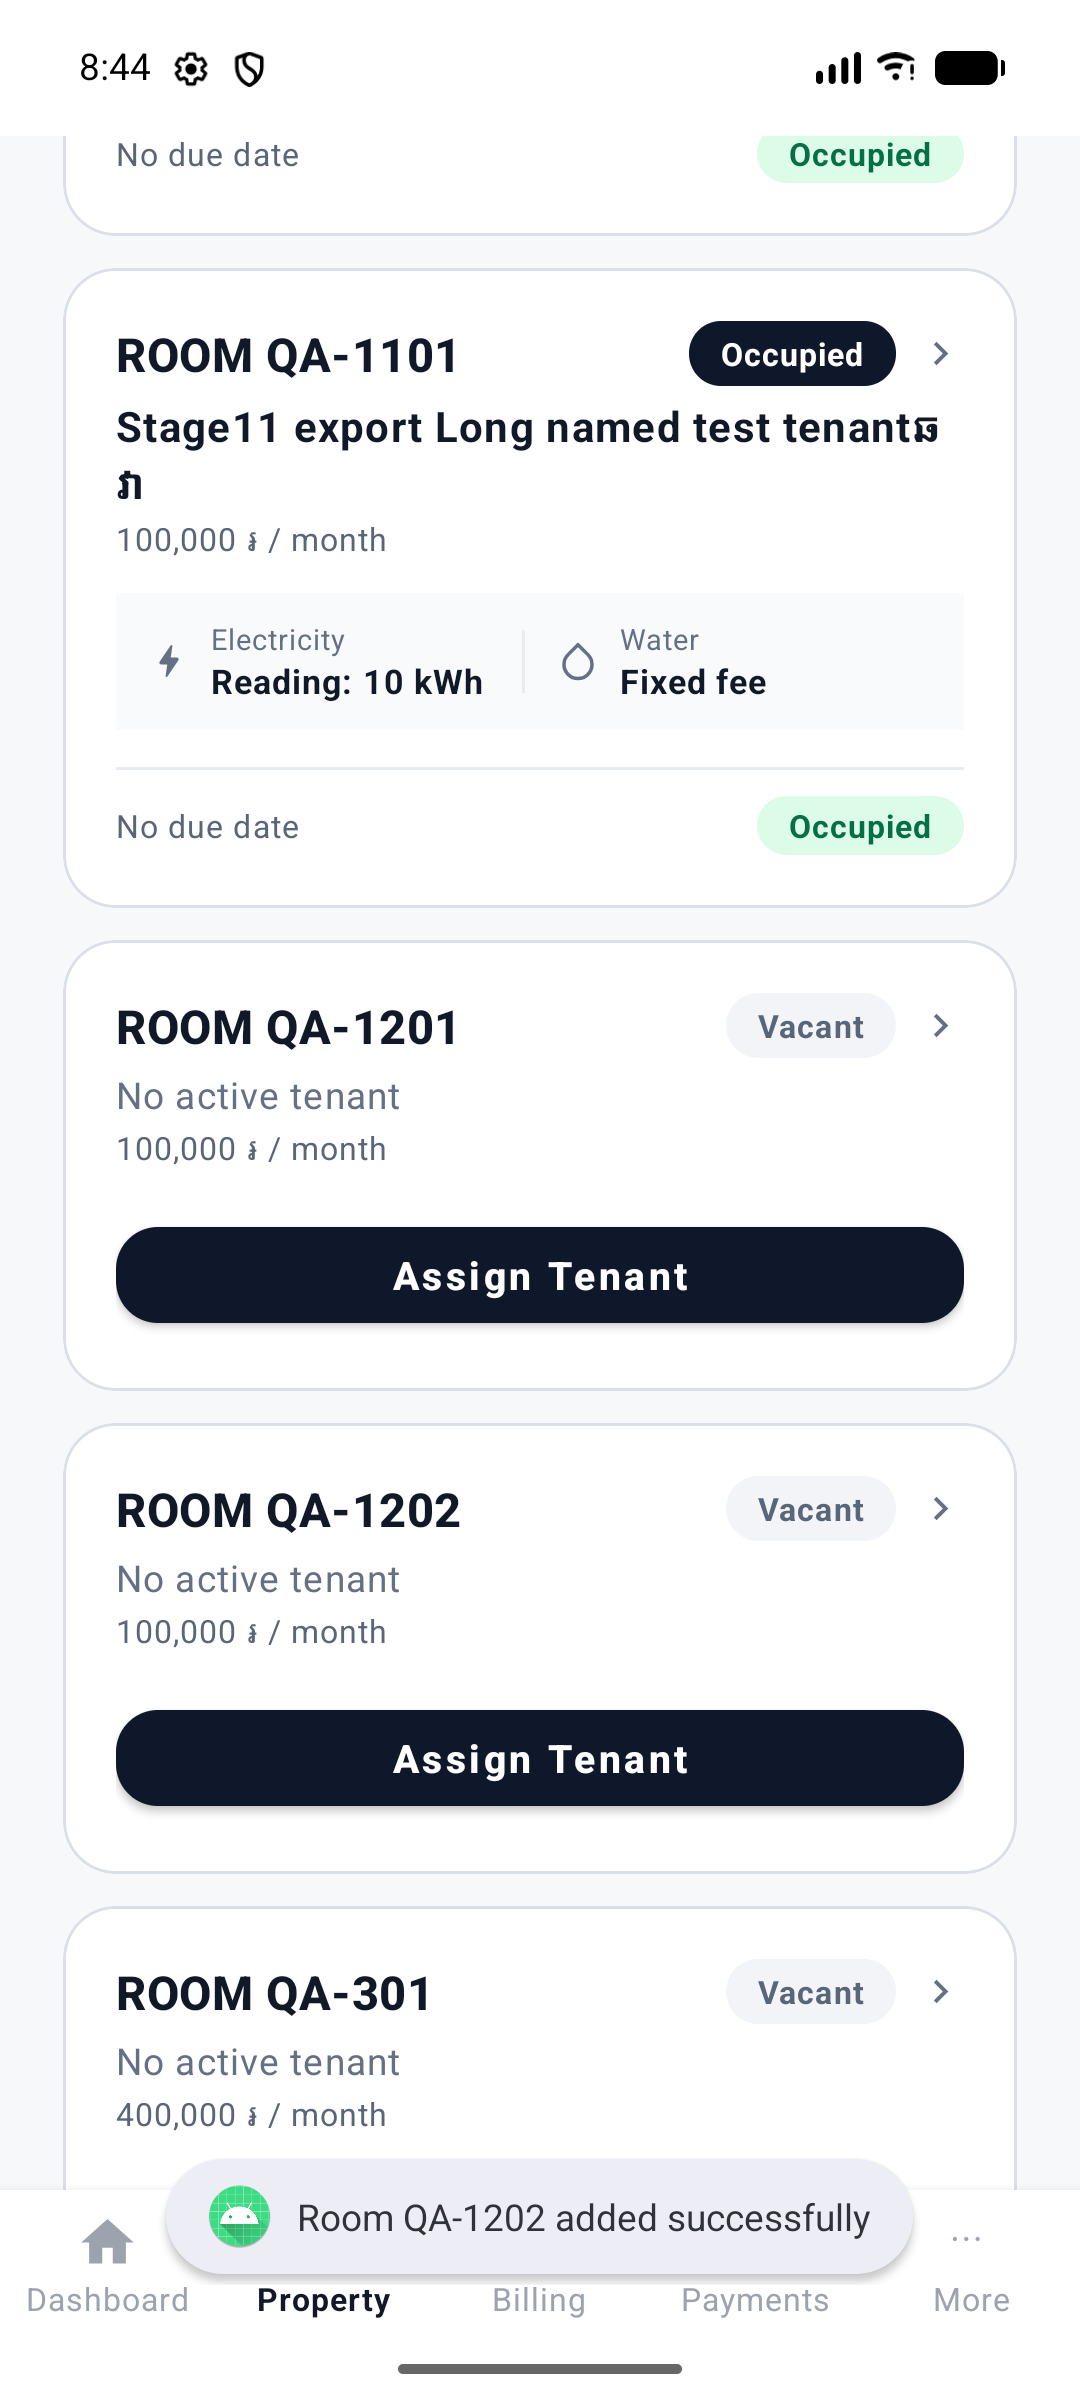 8:44
No due date
Occupied
ROOM QA-1101
Occupied
Stage11 export Long named test tenantឆ
វា
100,000 ៛ / month
Electricity
Reading: 10 kWh
Water
Fixed fee
No due date
Occupied
ROOM QA-1201
Vacant
No active tenant
100,000 ៛ / month
Assign Tenant
ROOM QA-1202
Vacant
No active tenant
100,000 ៛ / month
Assign Tenant
ROOM QA-301
Vacant
No active tenant
400,000 ៛ / month
Room QA-1202 added successfully
Dashboard
Property
Billing
Payments
More